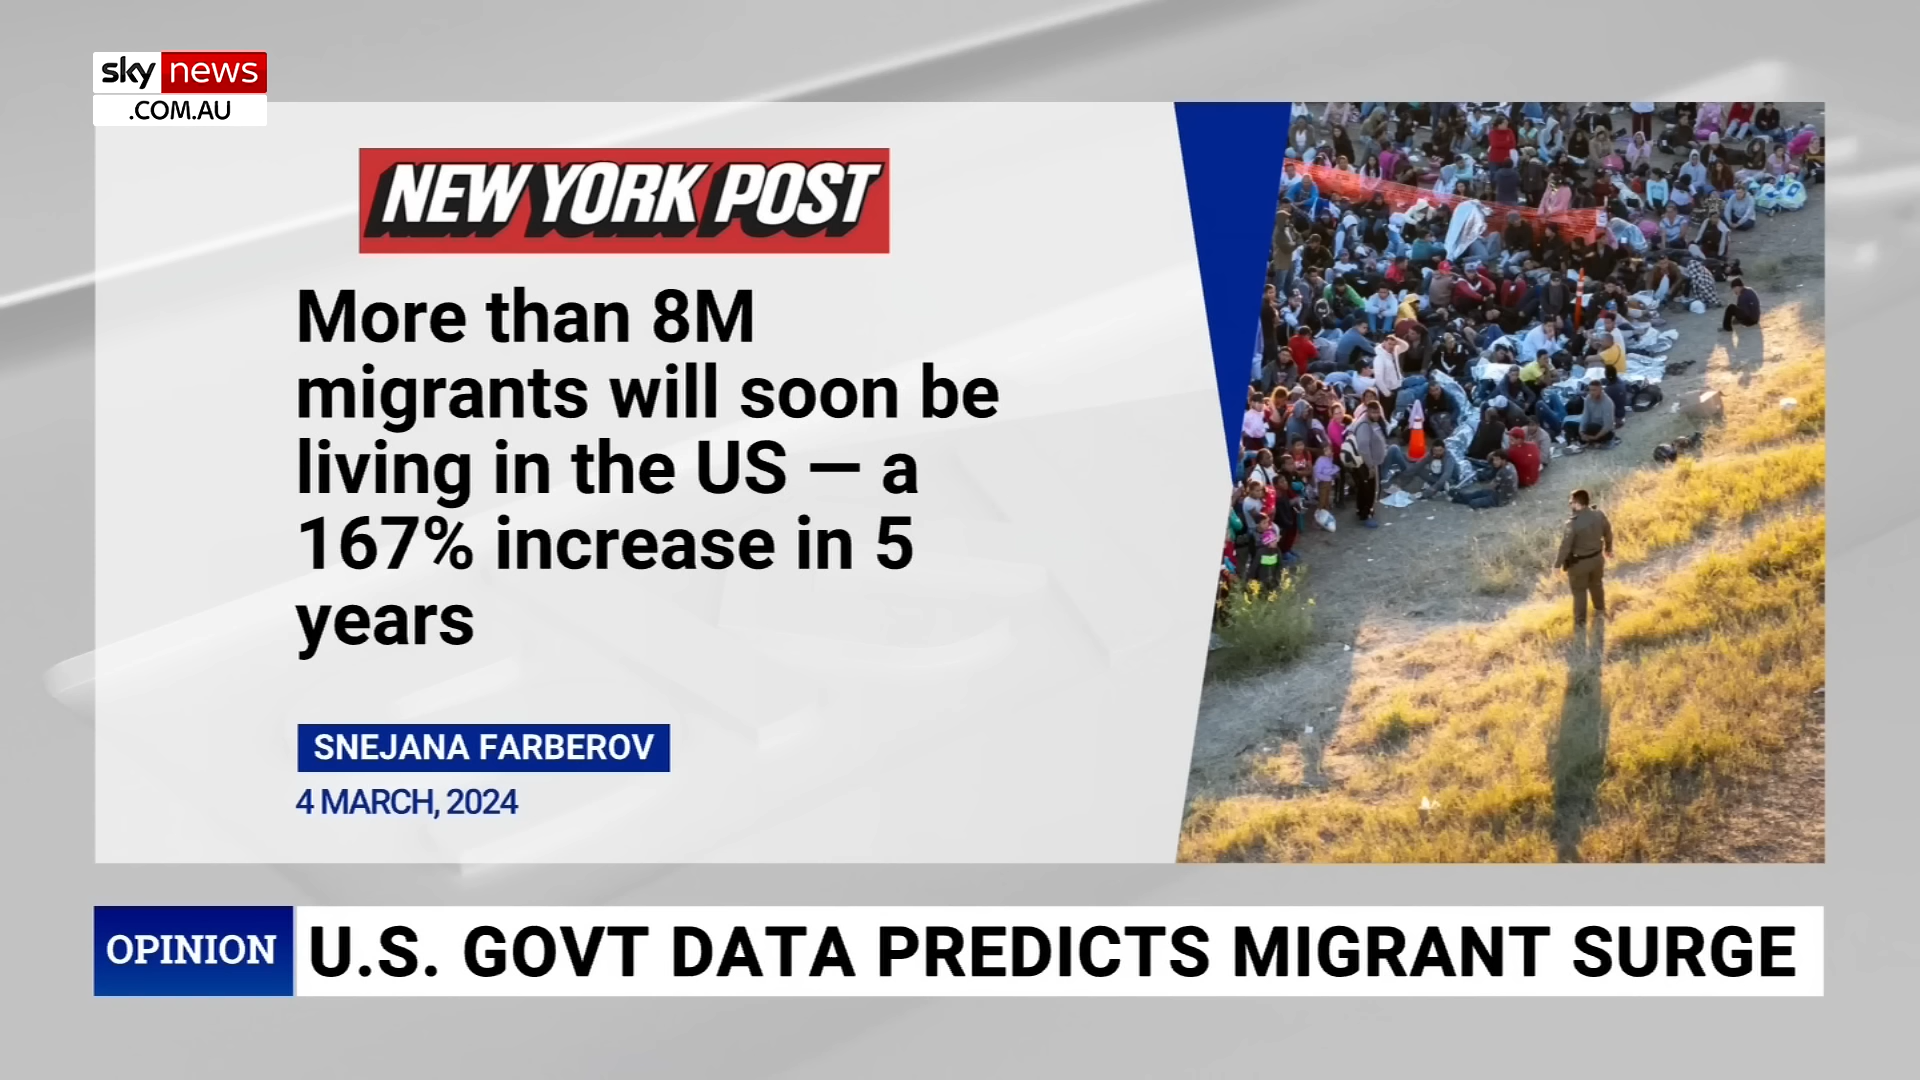 sky news
.COM.AU
NEW YORK POST
More than 8M
migrants will soon be
living in the US — a
167% increase in 5
years
SNEJANA FARBEROV
4 MARCH, 2024
OPINION
U.S. GOVT DATA PREDICTS MIGRANT SURGE